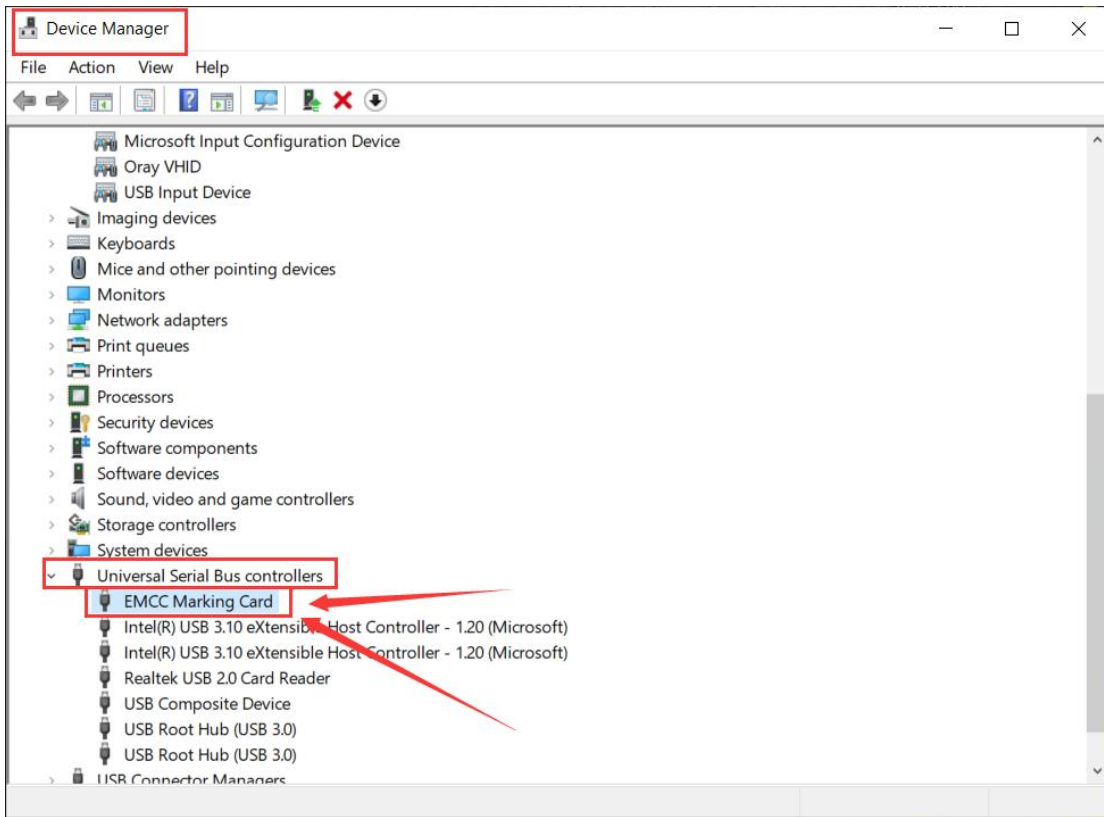 Device Manager
File Action View Help
Microsoft Input Configuration Device
Oray VHID
USB Input Device
Imaging devices
Keyboards
Mice and other pointing devices
Monitors
Network adapters
Print queues
Printers
Processors
Security devices
Software components
Software devices
Sound, video and game controllers
Storage controllers
System devices
Universal Serial Bus controllers
EMCC Marking Card
Intel(R) USB 3.10 eXtensible Host Controller - 1.20 (Microsoft)
Intel(R) USB 3.10 eXtensible Host Controller - 1.20 (Microsoft)
Realtek USB 2.0 Card Reader
USB Composite Device
USB Root Hub (USB 3.0)
USB Root Hub (USB 3.0)
USB Connector Managers